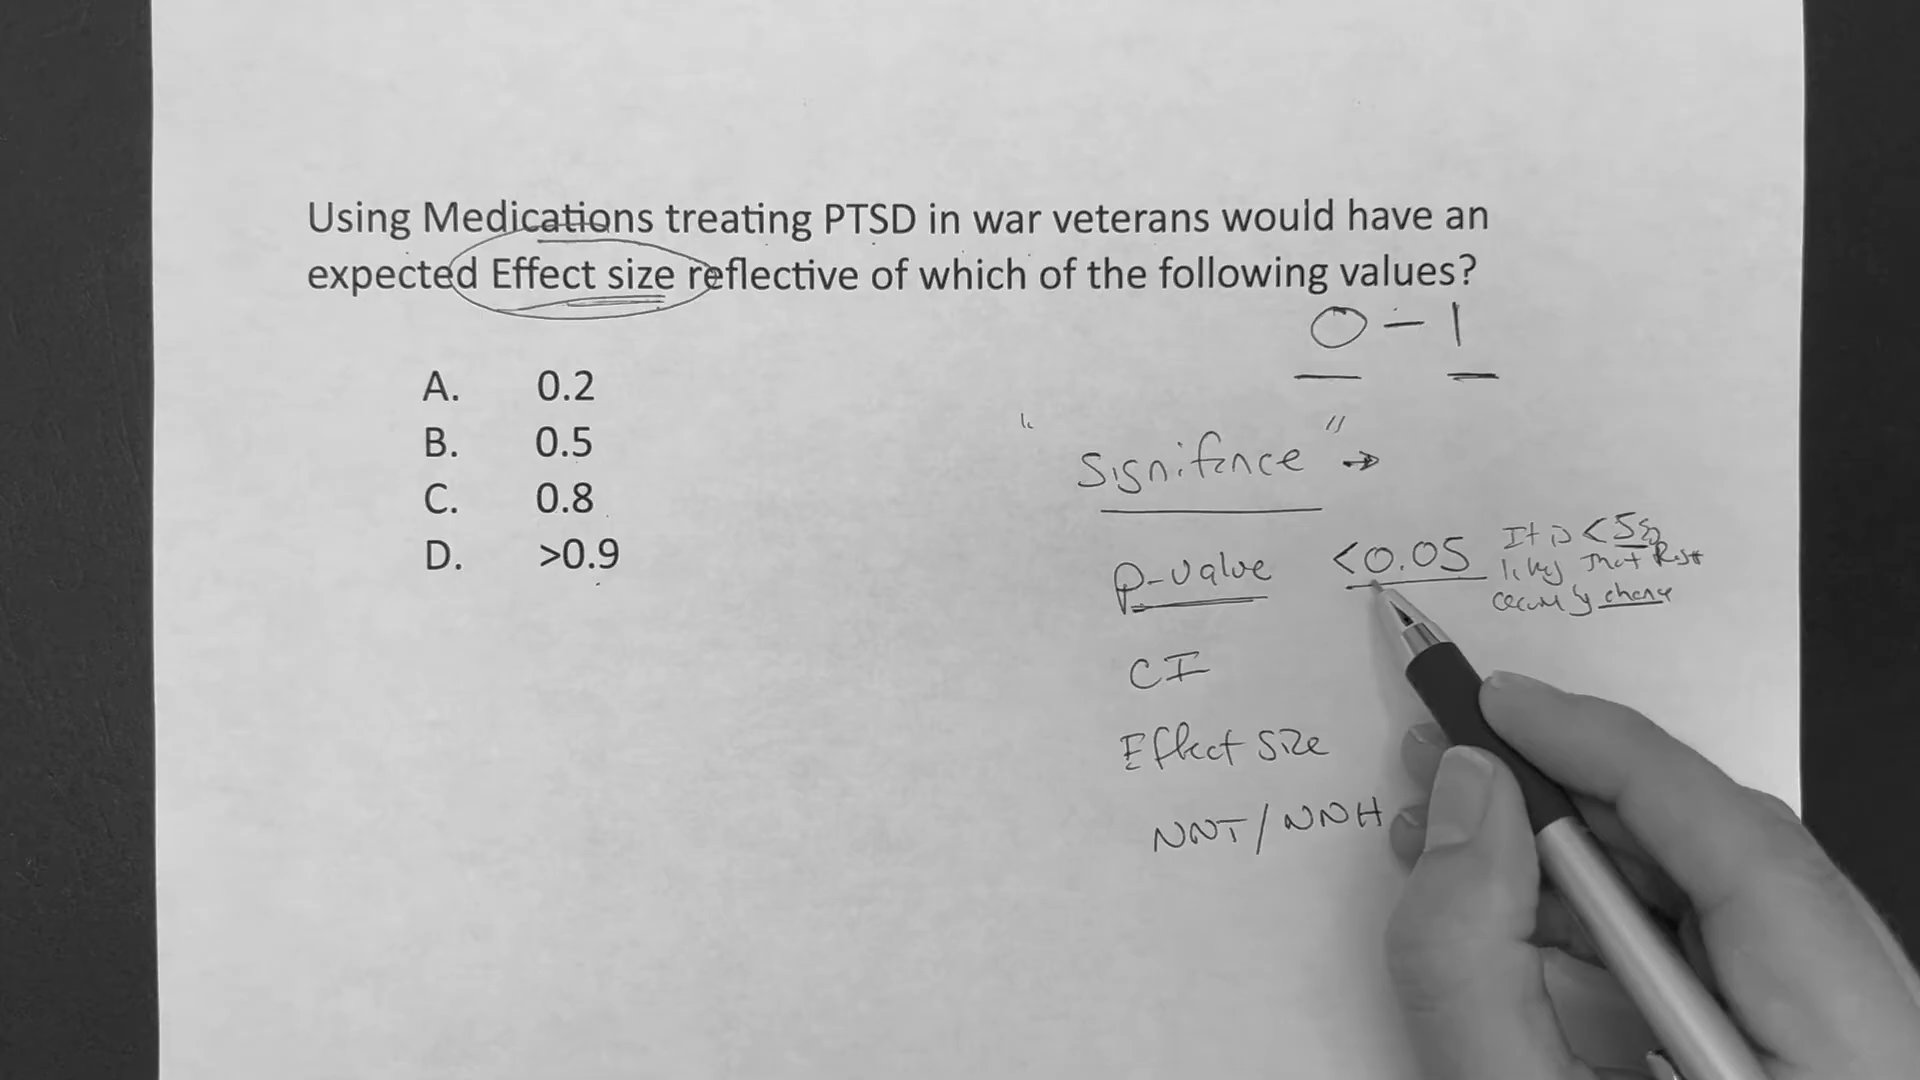 Using Medications treating PTSD in war veterans would have an
expected Effect size reflective of which of the following values?
0 – 1
A. 0.2
B. 0.5
C. 0.8
D. >0.9
"Signifance" →
P-value <0.05
It is <5%
likely that
by chance
CI
Effect Size
NNT/NNH